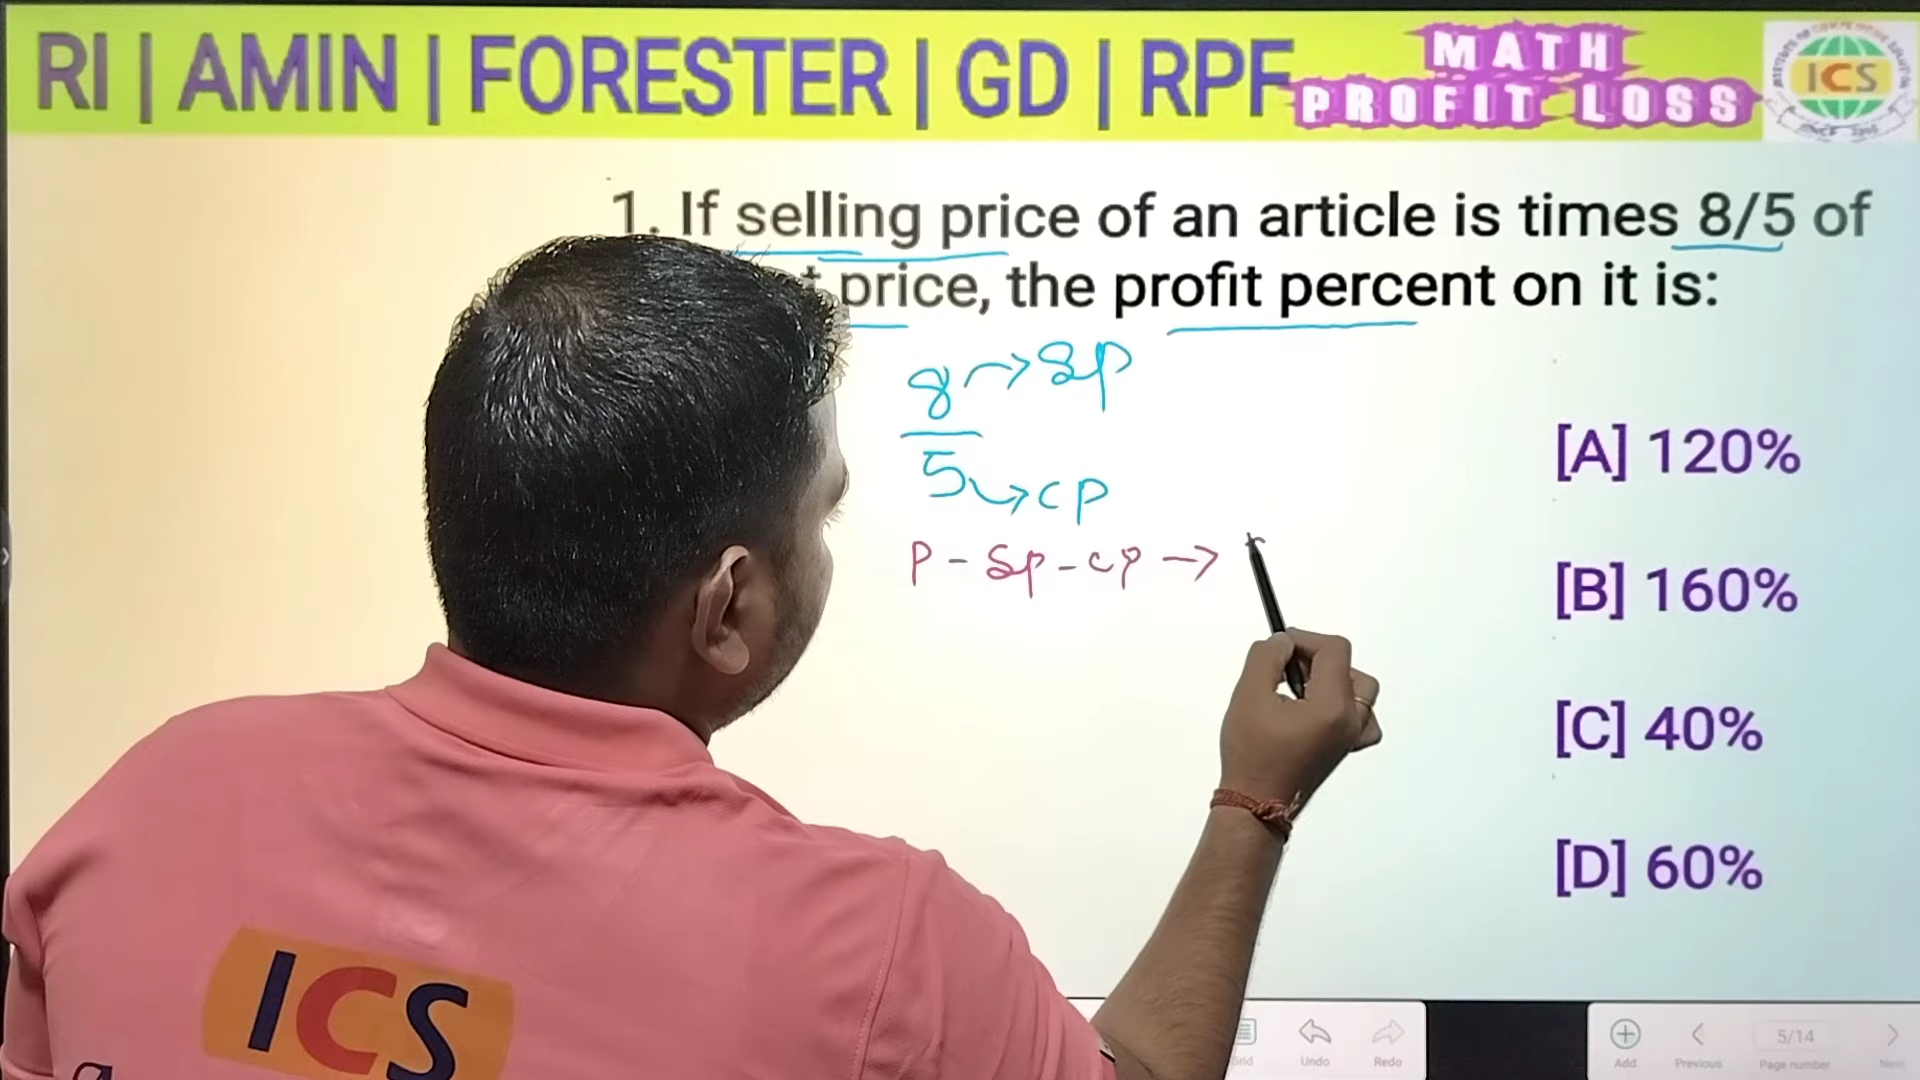 RI | AMIN | FORESTER | GD | RPF
MATH
PROFIT LOSS
ICS
1. If selling price of an article is times 8/5 of
price, the profit percent on it is:
8 → SP
5 → CP
P - SP - CP →
[A] 120%
[B] 160%
[C] 40%
[D] 60%
ICS
Undo
Redo
Add
Previous
5/14
Page number
Next